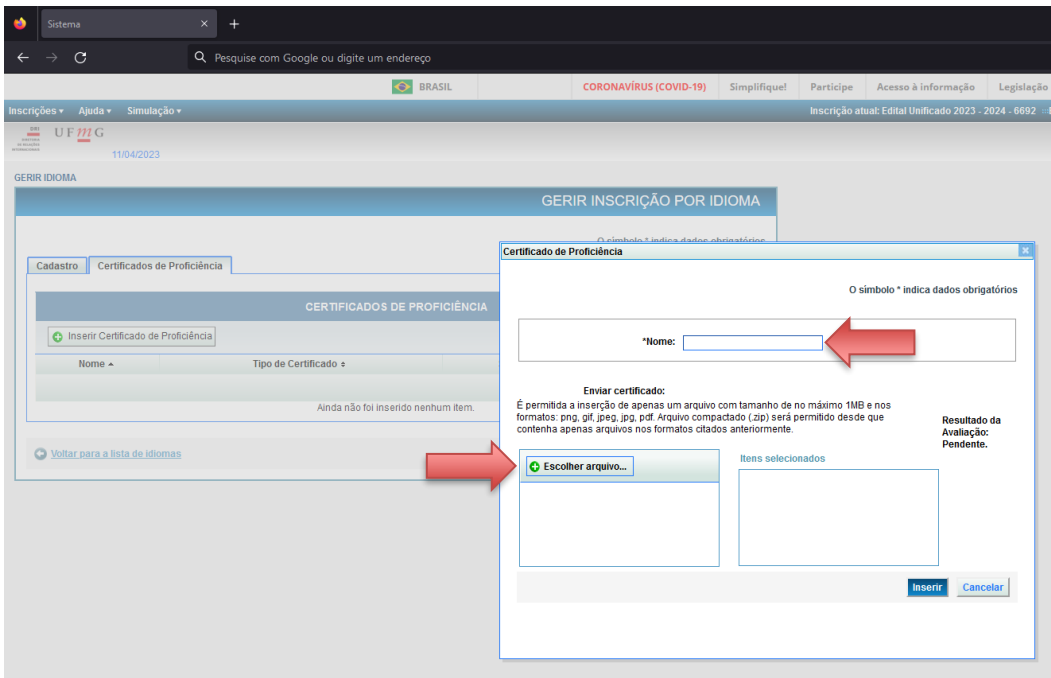 Sistema
Pesquise com Google ou digite um endereço
BRASIL
CORONAVÍRUS (COVID-19)
Simplifique!
Participe
Acesso à informação
Legislação
Inscrições
Ajuda
Simulação
Inscrição atual: Edital Unificado 2023 - 2024 - 6692
UFMG
11/04/2023
GERIR IDIOMA
GERIR INSCRIÇÃO POR IDIOMA
O símbolo * indica dados obrigatórios
Cadastro
Certificados de Proficiência
CERTIFICADOS DE PROFICIÊNCIA
Inserir Certificado de Proficiência
Nome
Tipo de Certificado
Ainda não foi inserido nenhum item.
Voltar para a lista de idiomas
Certificado de Proficiência
O símbolo * indica dados obrigatórios
*Nome:
Enviar certificado:
É permitida a inserção de apenas um arquivo com tamanho de no máximo 1MB e nos
formatos: png, gif, jpeg, jpg, pdf. Arquivo compactado (.zip) será permitido desde que
contenha apenas arquivos nos formatos citados anteriormente.
Resultado da
Avaliação:
Pendente.
Escolher arquivo...
Itens selecionados
Inserir
Cancelar